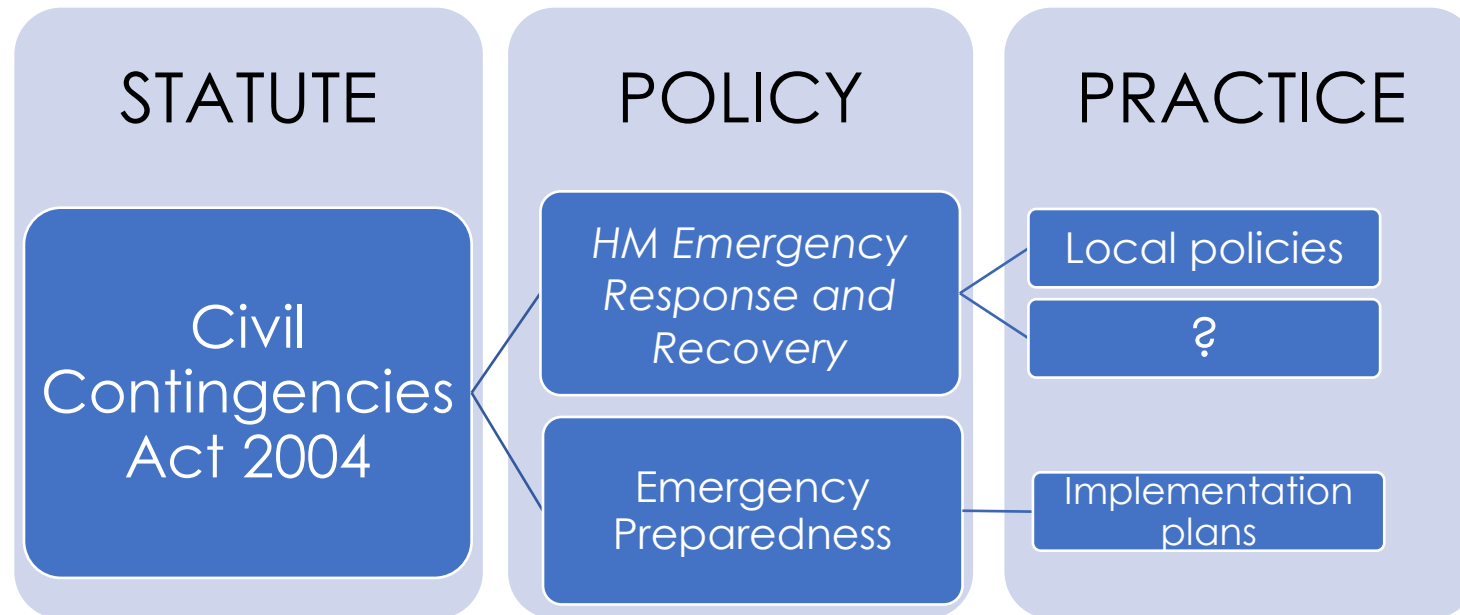 STATUTE
POLICY
PRACTICE
Civil
Contingencies
Act 2004
HM Emergency
Response and
Recovery
Emergency
Preparedness
Local policies
?
Implementation
plans